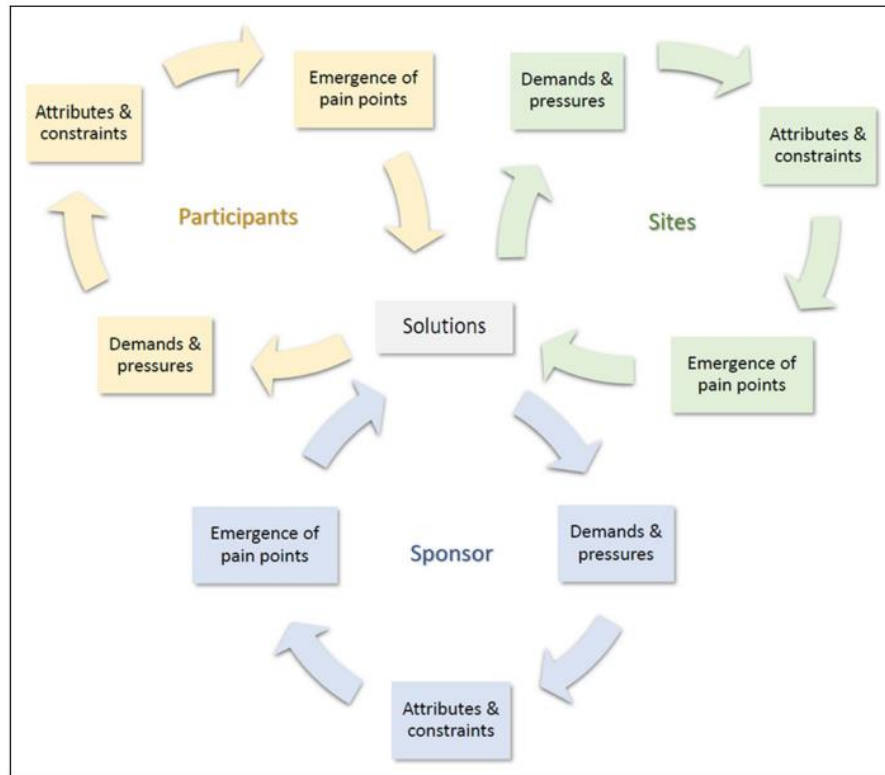 Emergence of
pain points
Demands &
pressures
Attributes &
constraints
Attributes &
constraints
Participants
Sites
Solutions
Demands &
pressures
Emergence of
pain points
Emergence of
pain points
Sponsor
Demands &
pressures
Attributes &
constraints